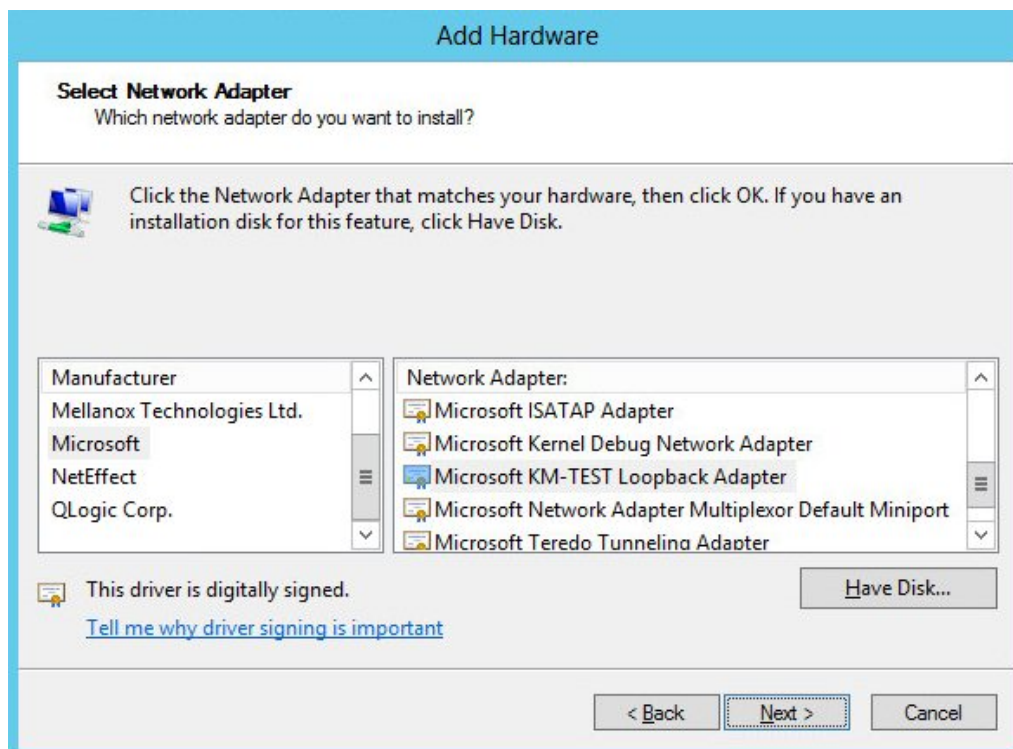 Add Hardware
Select Network Adapter
Which network adapter do you want to install?
Click the Network Adapter that matches your hardware, then click OK. If you have an
installation disk for this feature, click Have Disk.
Manufacturer
Mellanox Technologies Ltd.
Microsoft
NetEffect
QLogic Corp.
Network Adapter:
Microsoft ISATAP Adapter
Microsoft Kernel Debug Network Adapter
Microsoft KM-TEST Loopback Adapter
Microsoft Network Adapter Multiplexor Default Miniport
Microsoft Teredo Tunneling Adapter
This driver is digitally signed.
Have Disk...
Tell me why driver signing is important
< Back
Next >
Cancel